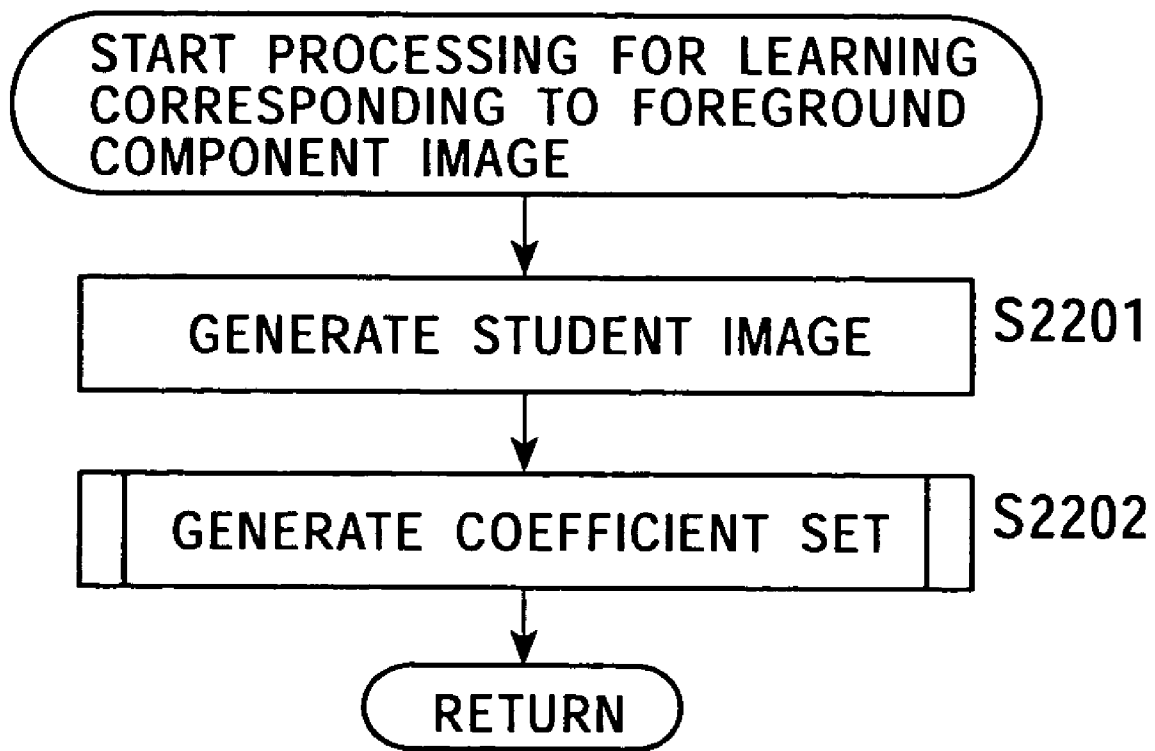 START PROCESSING FOR LEARNING
CORRESPONDING TO FOREGROUND
COMPONENT IMAGE
GENERATE STUDENT IMAGE
S2201
GENERATE COEFFICIENT SET
S2202
RETURN